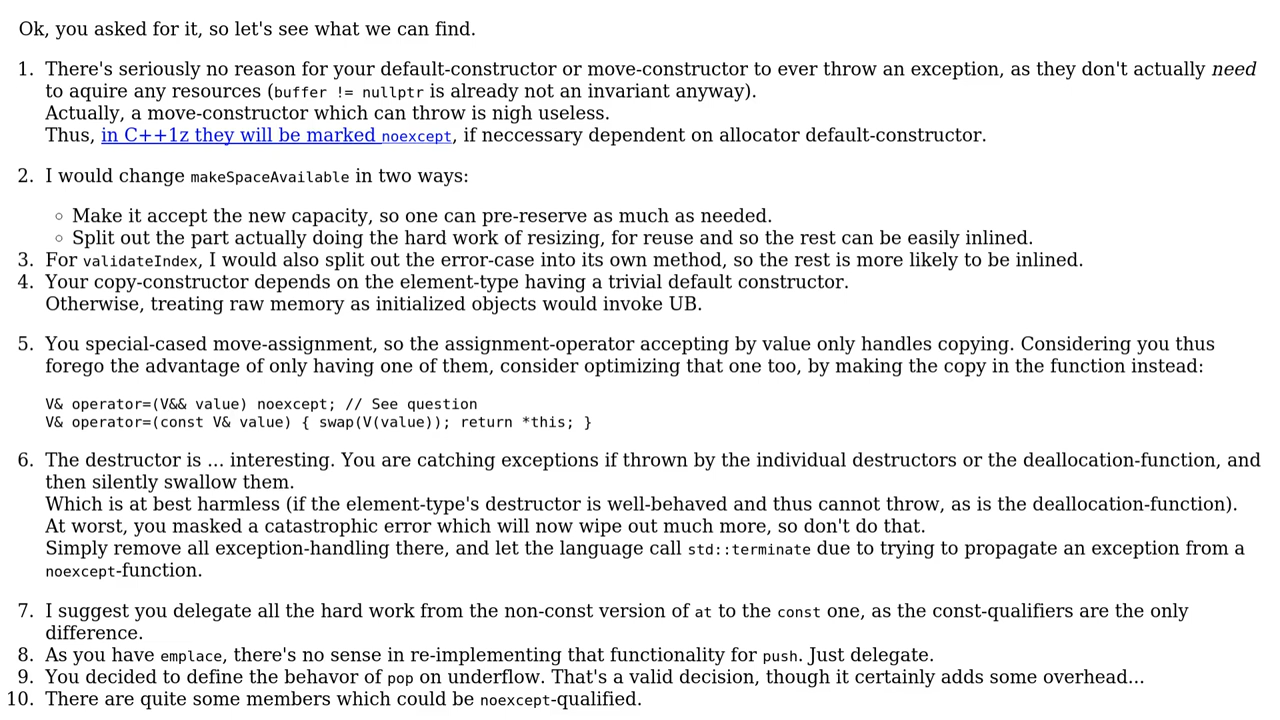 Ok, you asked for it, so let's see what we can find.
1. There's seriously no reason for your default-constructor or move-constructor to ever throw an exception, as they don't actually need
to aquire any resources (buffer != nullptr is already not an invariant anyway).
Actually, a move-constructor which can throw is nigh useless.
Thus, in C++1z they will be marked noexcept, if neccessary dependent on allocator default-constructor.
2. I would change makeSpaceAvailable in two ways:
◦ Make it accept the new capacity, so one can pre-reserve as much as needed.
◦ Split out the part actually doing the hard work of resizing, for reuse and so the rest can be easily inlined.
3. For validateIndex, I would also split out the error-case into its own method, so the rest is more likely to be inlined.
4. Your copy-constructor depends on the element-type having a trivial default constructor.
Otherwise, treating raw memory as initialized objects would invoke UB.
5. You special-cased move-assignment, so the assignment-operator accepting by value only handles copying. Considering you thus
forego the advantage of only having one of them, consider optimizing that one too, by making the copy in the function instead:
V& operator=(V&& value) noexcept; // See question
V& operator=(const V& value) { swap(V(value)); return *this; }
6. The destructor is ... interesting. You are catching exceptions if thrown by the individual destructors or the deallocation-function, and
then silently swallow them.
Which is at best harmless (if the element-type's destructor is well-behaved and thus cannot throw, as is the deallocation-function).
At worst, you masked a catastrophic error which will now wipe out much more, so don't do that.
Simply remove all exception-handling there, and let the language call std::terminate due to trying to propagate an exception from a
noexcept-function.
7. I suggest you delegate all the hard work from the non-const version of at to the const one, as the const-qualifiers are the only
difference.
8. As you have emplace, there's no sense in re-implementing that functionality for push. Just delegate.
9. You decided to define the behavor of pop on underflow. That's a valid decision, though it certainly adds some overhead...
10. There are quite some members which could be noexcept-qualified.